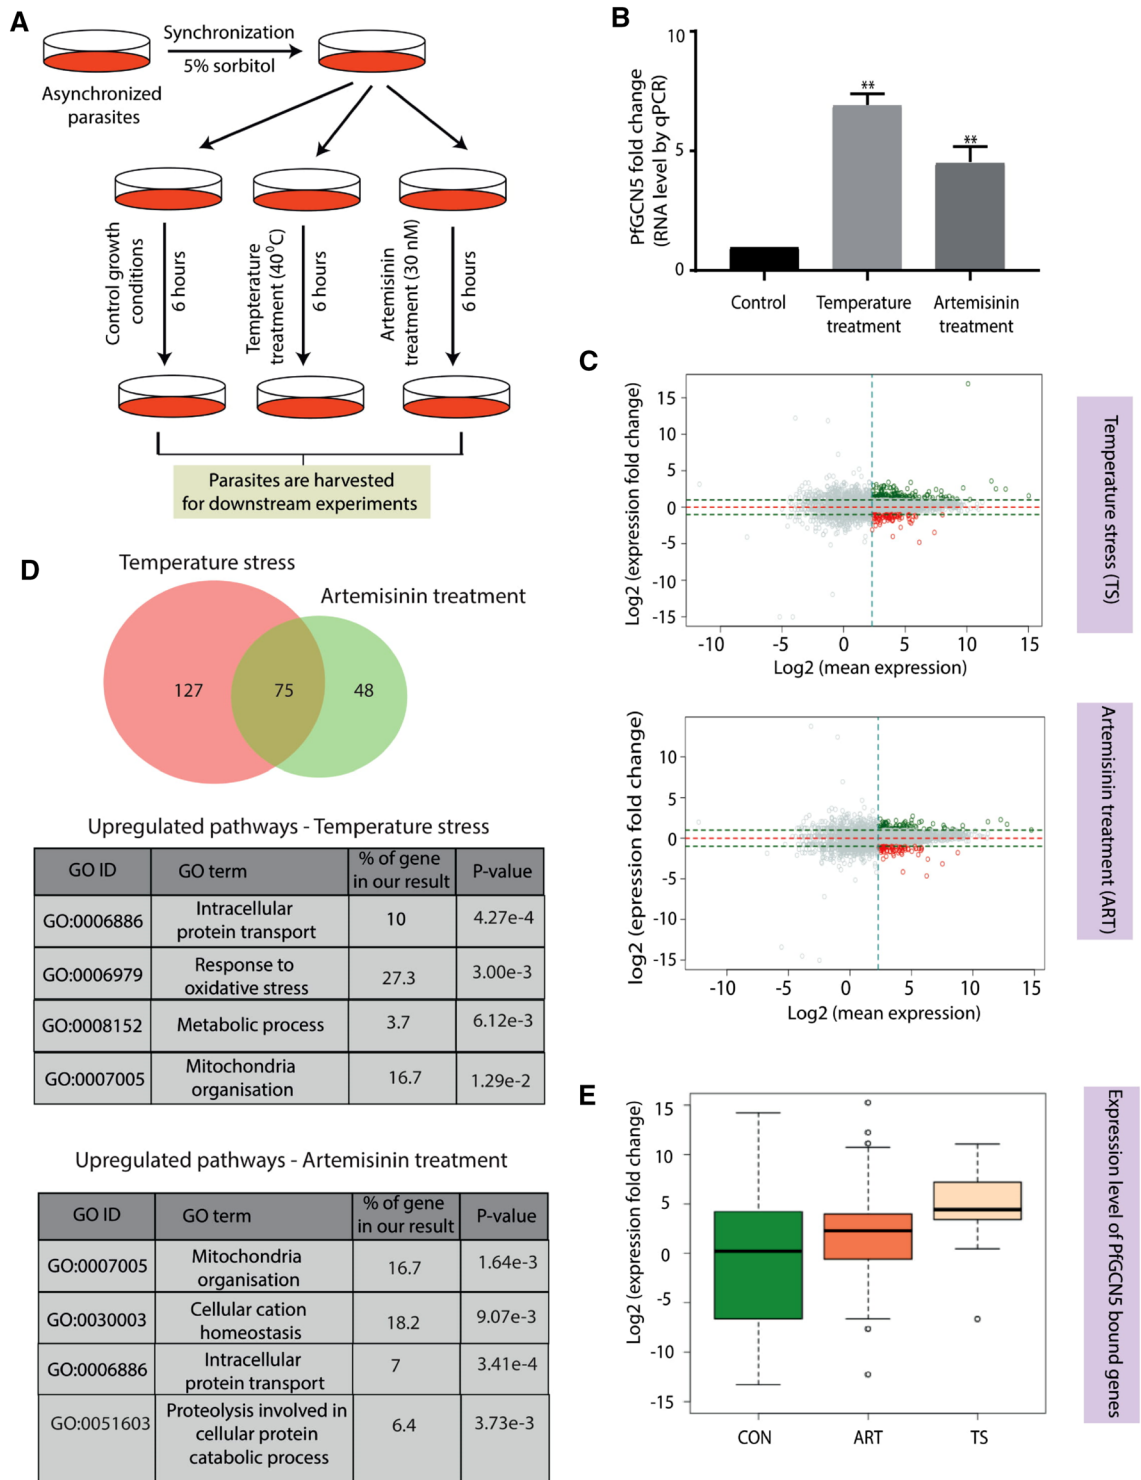 A
Synchronization
5% sorbitol
Asynchronized
parasites
Control growth
conditions
6 hours
Tempterature
treatment (40⁰C)
6 hours
Artemisinin
treatment (30 nM)
6 hours
Parasites are harvested
for downstream experiments
B
PfGCN5 fold change
(RNA level by qPCR)
10
5
0
**
**
Control
Temperature
treatment
Artemisinin
treatment
C
Log2 (expression fold change)
15
10
5
0
-5
-10
-15
-10
-5
0
5
10
15
Log2 (mean expression)
Temperature stress (TS)
log2 (epression fold change)
10
5
0
-5
-10
-15
-10
-5
0
5
10
15
Log2 (mean expression)
Artemisinin treatment (ART)
D
Temperature stress
Artemisinin treatment
127
75
48
Upregulated pathways - Temperature stress
GO ID
GO term
% of gene
in our result
P-value
GO:0006886
Intracellular
protein transport
10
4.27e-4
GO:0006979
Response to
oxidative stress
27.3
3.00e-3
GO:0008152
Metabolic process
3.7
6.12e-3
GO:0007005
Mitochondria
organisation
16.7
1.29e-2
Upregulated pathways - Artemisinin treatment
GO ID
GO term
% of gene
in our result
P-value
GO:0007005
Mitochondria
organisation
16.7
1.64e-3
GO:0030003
Cellular cation
homeostasis
18.2
9.07e-3
GO:0006886
Intracellular
protein transport
7
3.41e-4
GO:0051603
Proteolysis involved in
cellular protein
catabolic process
6.4
3.73e-3
E
Log2 (expression fold change)
15
10
5
0
-5
-10
-15
CON
ART
TS
Expression level of PfGCN5 bound genes